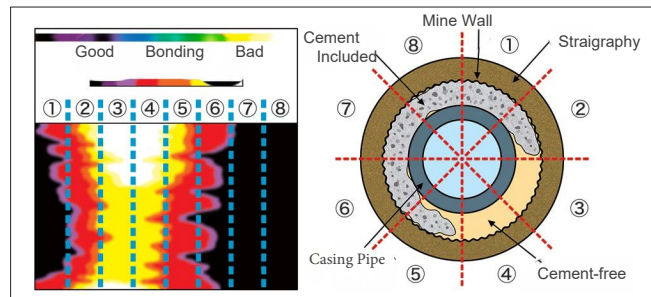 Good Bonding Bad
① ② ③ ④ ⑤ ⑥ ⑦ ⑧
Mine Wall
Cement
Included
⑧ ①
Straigraphy
⑦ ②
⑥ ③
Casing Pipe
⑤ ④
Cement-free